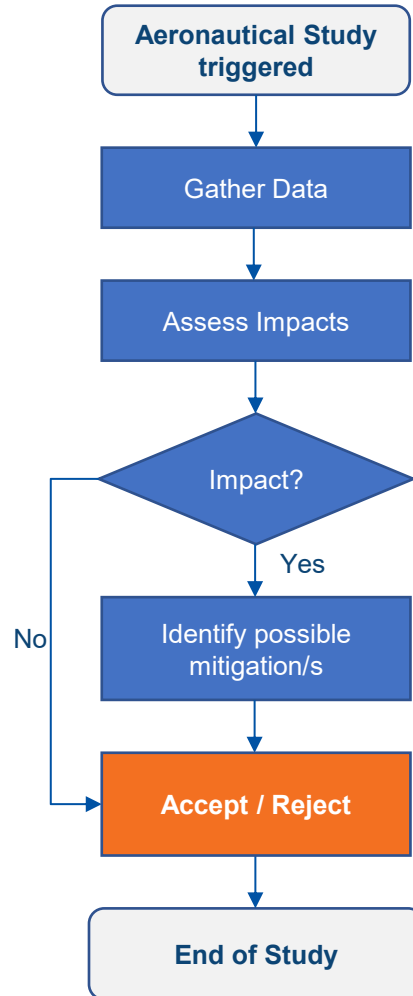 Aeronautical Study
triggered
Gather Data
Assess Impacts
Impact?
Yes
No
Identify possible
mitigation/s
Accept / Reject
End of Study